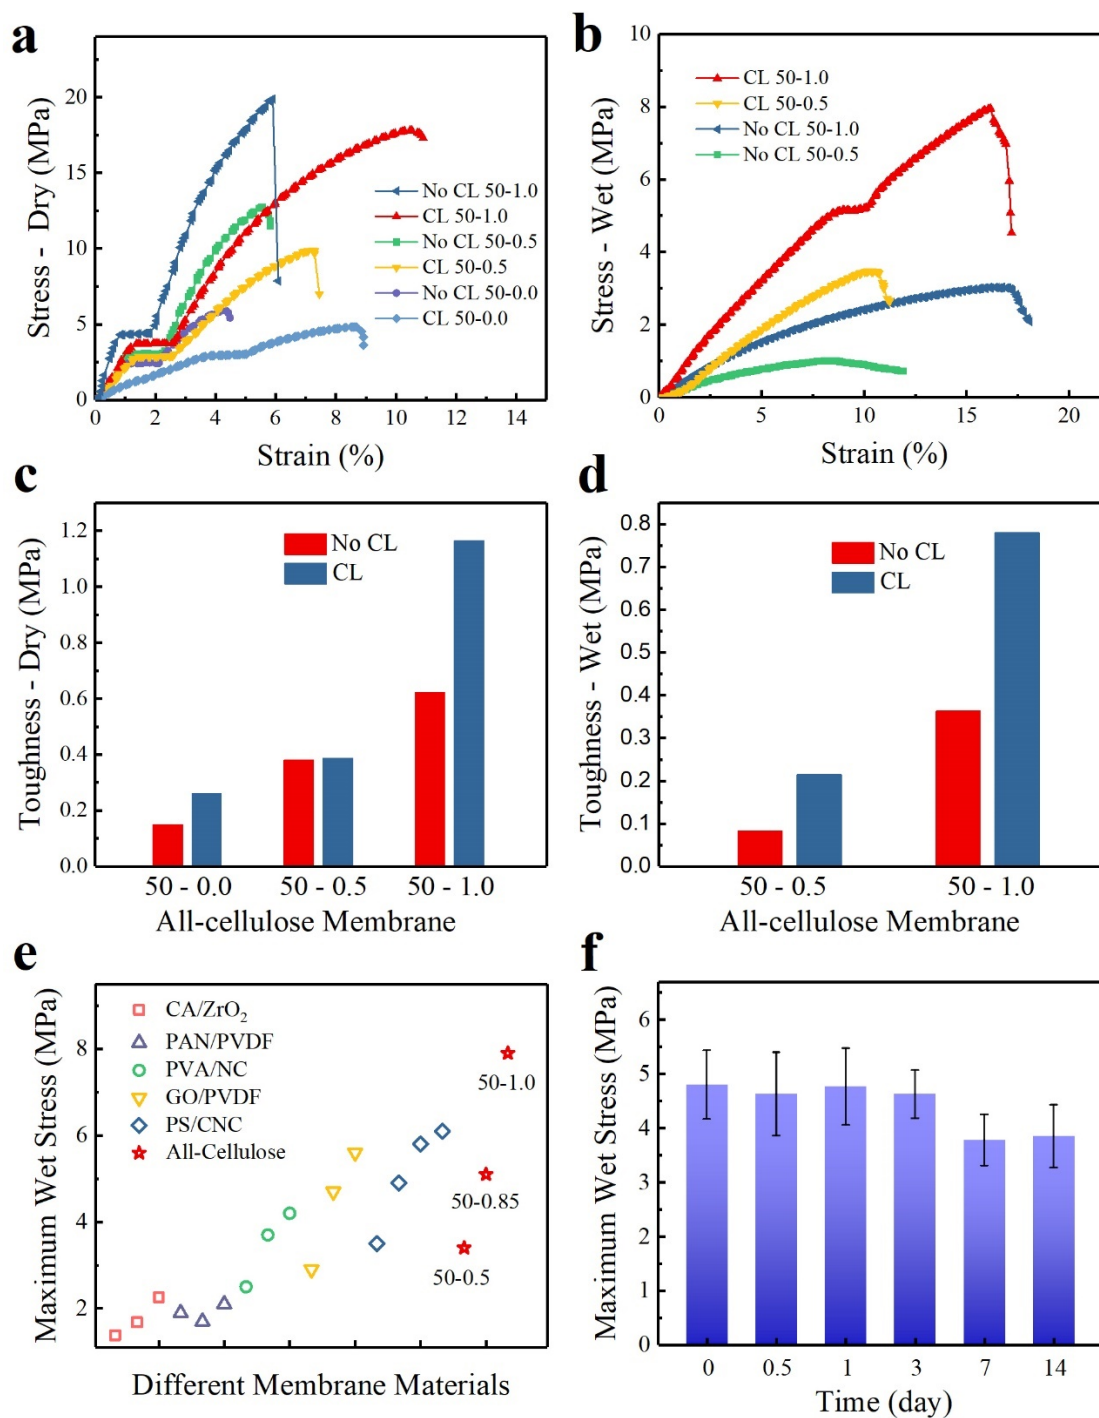 a
Stress - Dry (MPa)
20
15
10
5
0
No CL 50-1.0
CL 50-1.0
No CL 50-0.5
CL 50-0.5
No CL 50-0.0
CL 50-0.0
0 2 4 6 8 10 12 14
Strain (%)
b
Stress - Wet (MPa)
10
8
6
4
2
0
CL 50-1.0
CL 50-0.5
No CL 50-1.0
No CL 50-0.5
0 5 10 15 20
Strain (%)
c
Toughness - Dry (MPa)
1.2
1.0
0.8
0.6
0.4
0.2
0.0
No CL
CL
50 - 0.0 50 - 0.5 50 - 1.0
All-cellulose Membrane
d
Toughness - Wet (MPa)
0.8
0.7
0.6
0.5
0.4
0.3
0.2
0.1
0.0
No CL
CL
50 - 0.5 50 - 1.0
All-cellulose Membrane
e
Maximum Wet Stress (MPa)
8
6
4
2
CA/ZrO₂
PAN/PVDF
PVA/NC
GO/PVDF
PS/CNC
All-Cellulose
50-1.0
50-0.85
50-0.5
Different Membrane Materials
f
Maximum Wet Stress (MPa)
6
5
4
3
2
1
0
0 0.5 1 3 7 14
Time (day)